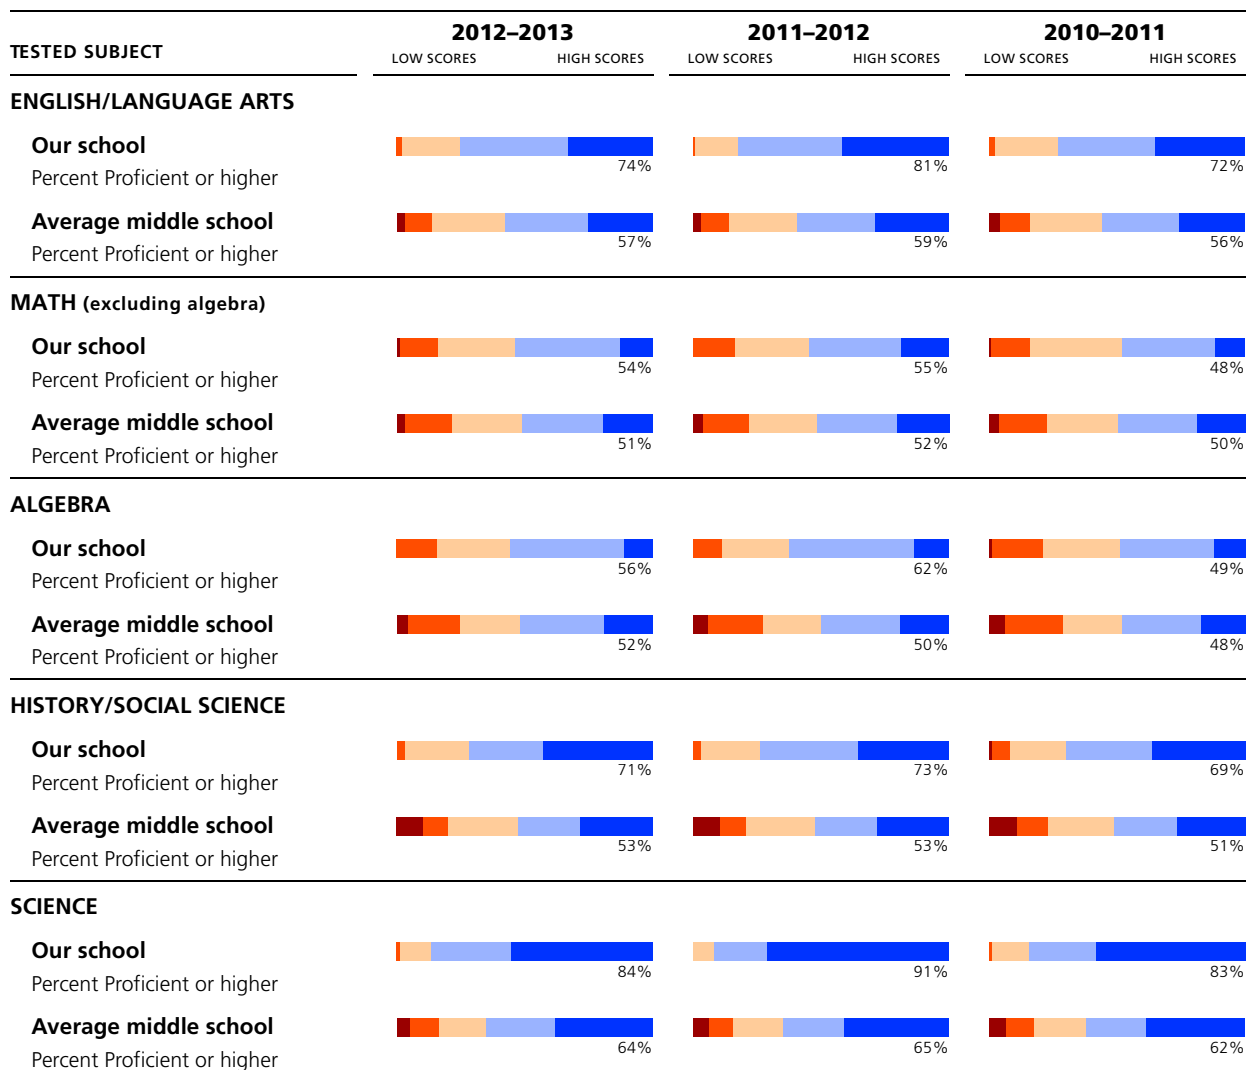 2012–2013 2011–2012 2010–2011
TESTED SUBJECT LOW SCORES HIGH SCORES LOW SCORES HIGH SCORES LOW SCORES HIGH SCORES
ENGLISH/LANGUAGE ARTS
Our school
Percent Proficient or higher 74% 81% 72%
Average middle school
Percent Proficient or higher 57% 59% 56%
MATH (excluding algebra)
Our school
Percent Proficient or higher 54% 55% 48%
Average middle school
Percent Proficient or higher 51% 52% 50%
ALGEBRA
Our school
Percent Proficient or higher 56% 62% 49%
Average middle school
Percent Proficient or higher 52% 50% 48%
HISTORY/SOCIAL SCIENCE
Our school
Percent Proficient or higher 71% 73% 69%
Average middle school
Percent Proficient or higher 53% 53% 51%
SCIENCE
Our school
Percent Proficient or higher 84% 91% 83%
Average middle school
Percent Proficient or higher 64% 65% 62%